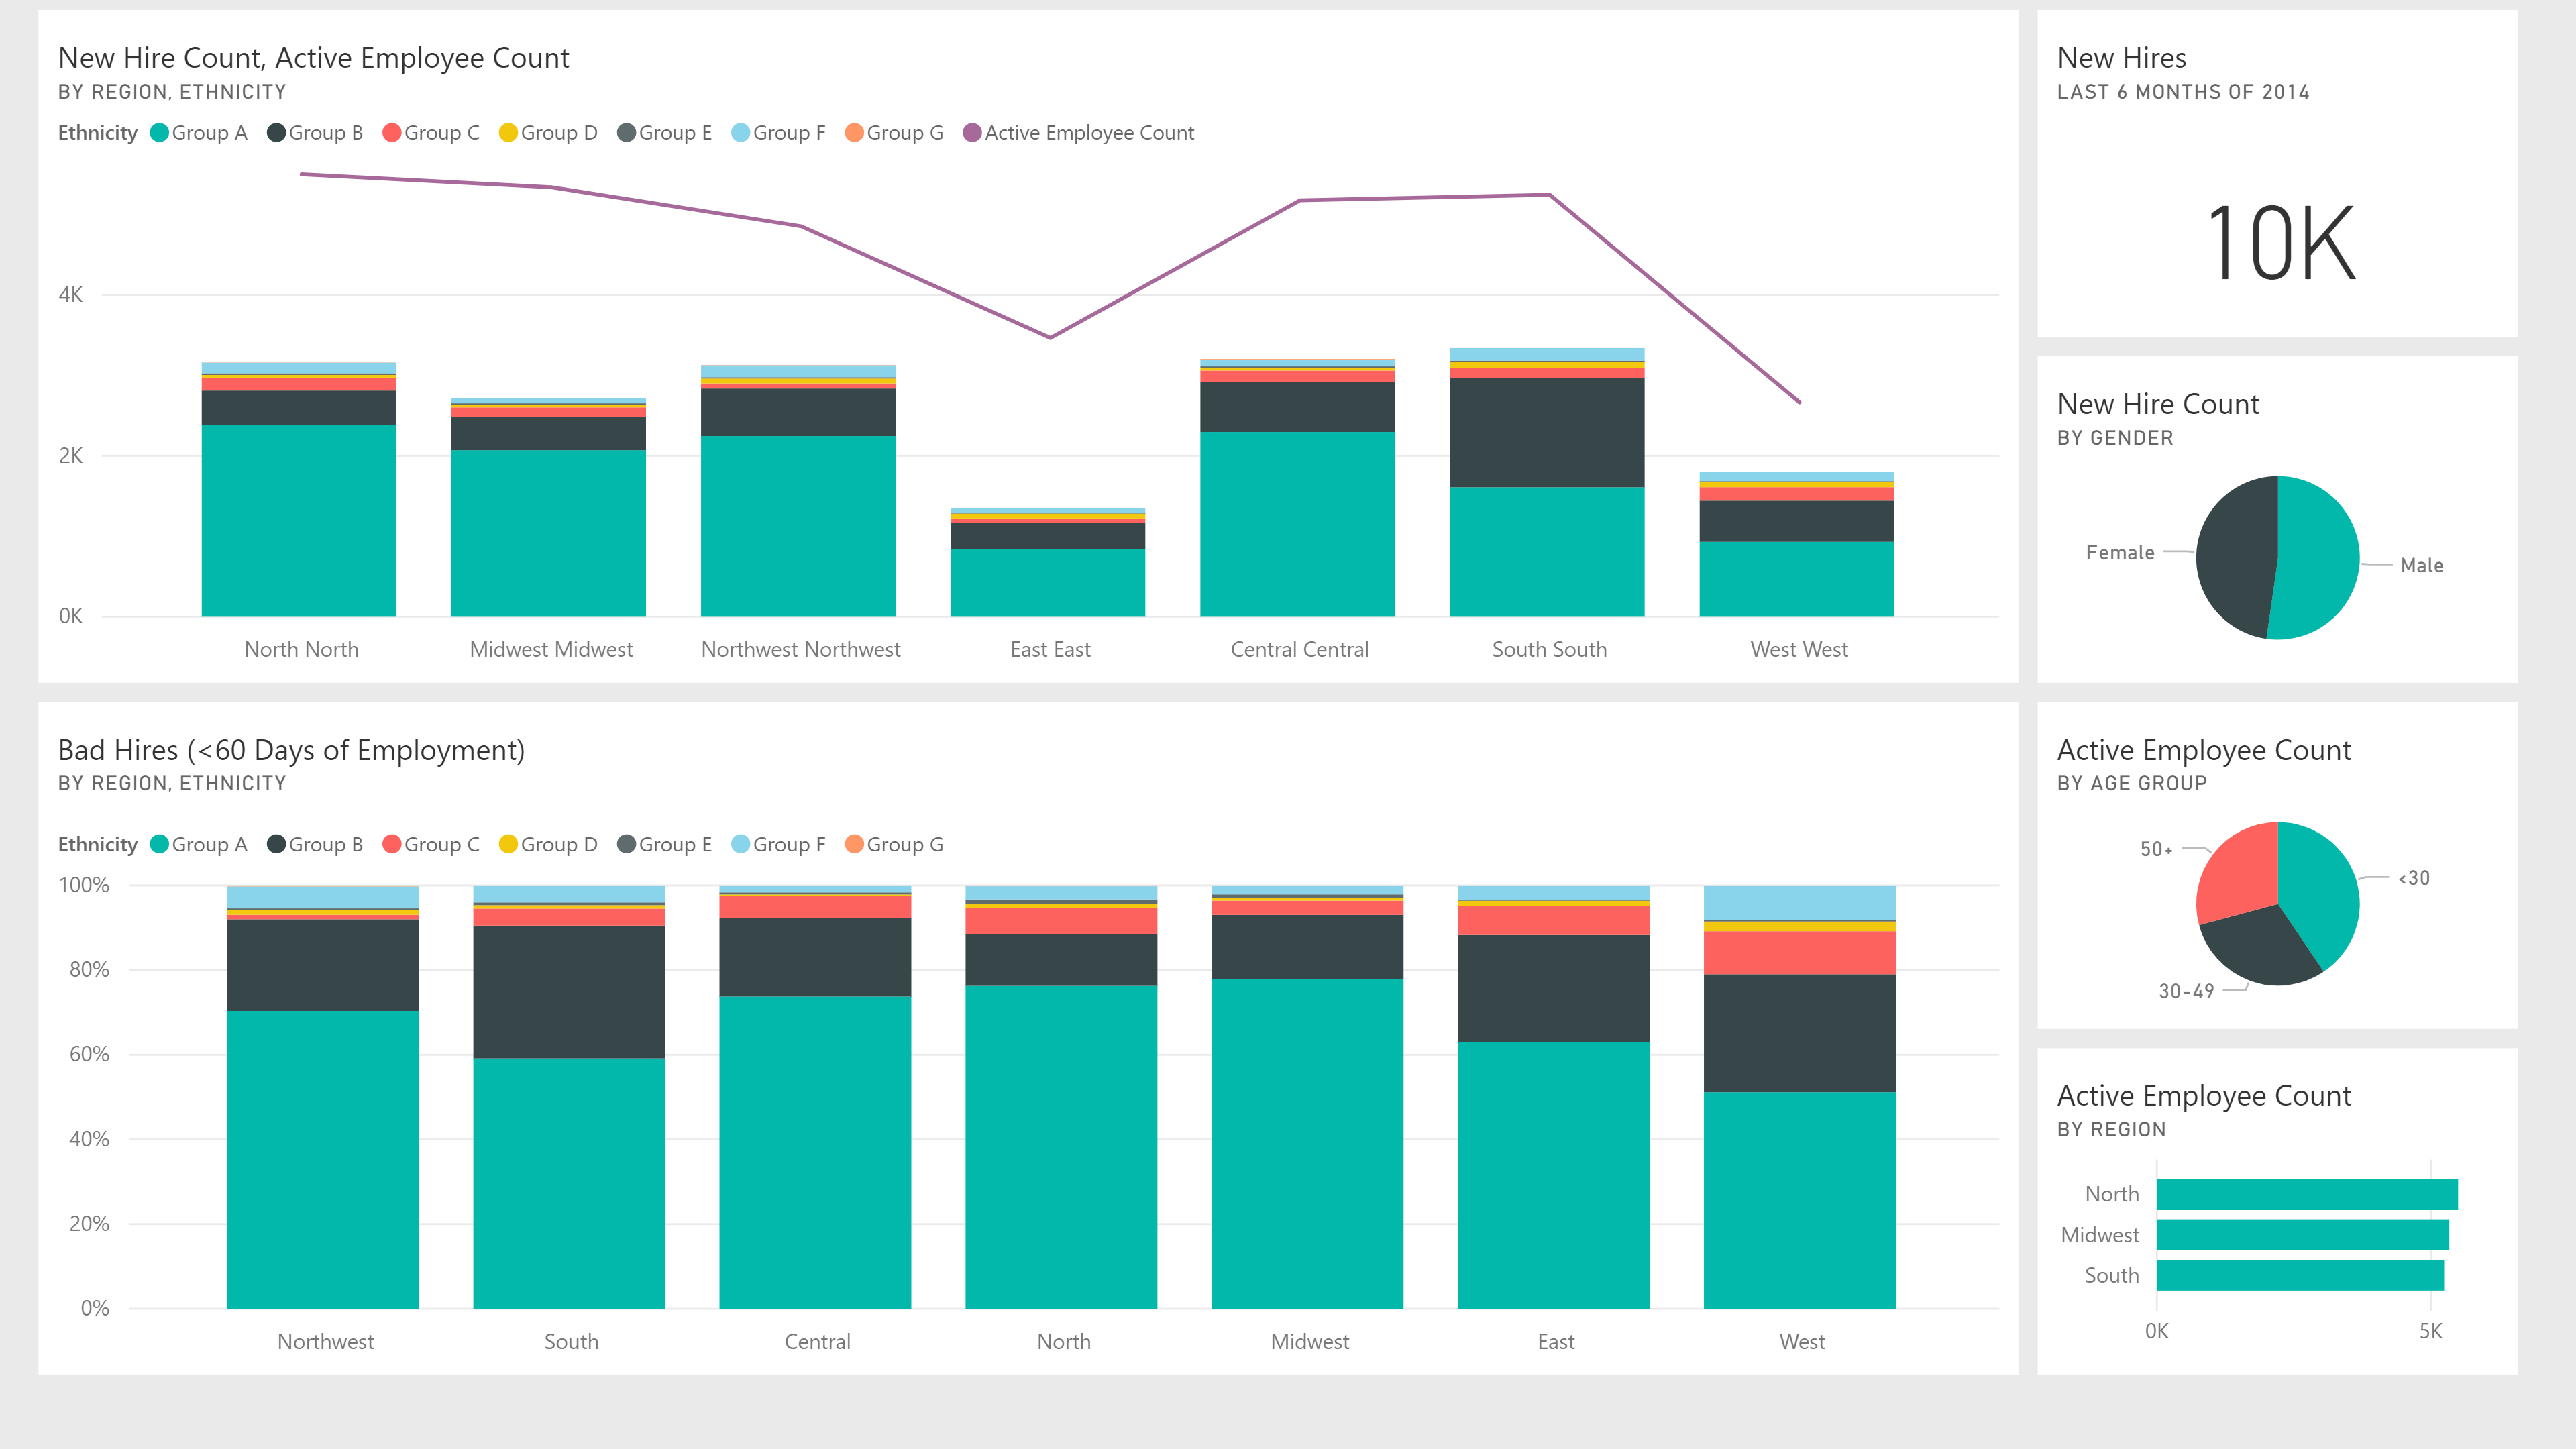 New Hire Count, Active Employee Count
BY REGION, ETHNICITY
Ethnicity Group A Group B Group C Group D Group E Group F Group G Active Employee Count
4K
2K
0K
North North Midwest Midwest Northwest Northwest East East Central Central South South West West
New Hires
LAST 6 MONTHS OF 2014
10K
New Hire Count
BY GENDER
Female
Male
Bad Hires (<60 Days of Employment)
BY REGION, ETHNICITY
Ethnicity Group A Group B Group C Group D Group E Group F Group G
100%
80%
60%
40%
20%
0%
Northwest South Central North Midwest East West
Active Employee Count
BY AGE GROUP
50+
<30
30-49
Active Employee Count
BY REGION
North
Midwest
South
0K 5K